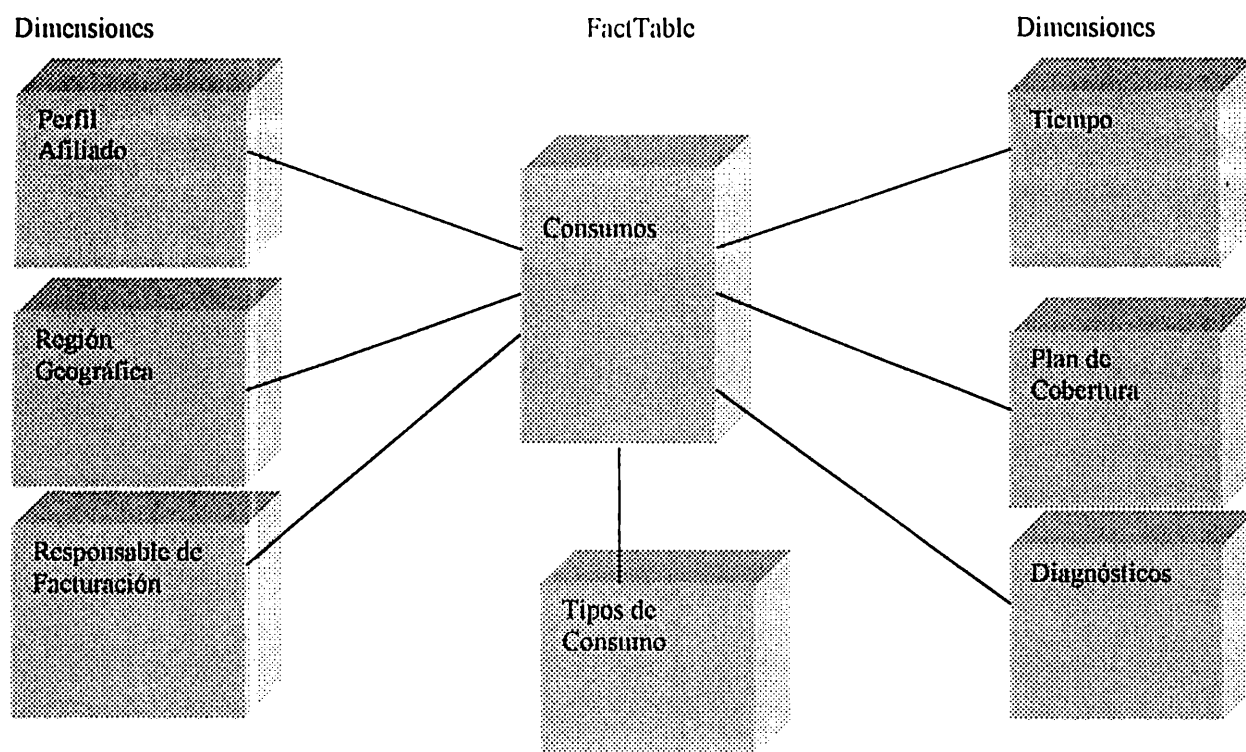 Dimensiones
FactTable
Dimensiones
Perfil
Afiliado
Consumos
Tiempo
Región
Geográfica
Plan de
Cobertura
Responsable de
Facturación
Tipos de
Consumo
Diagnósticos